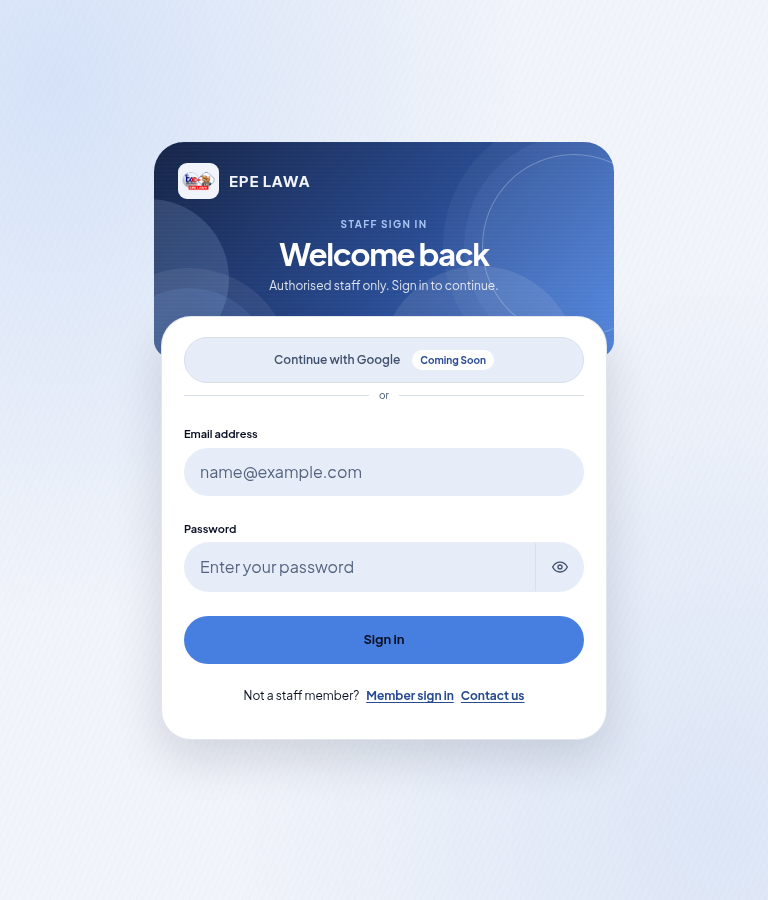 EPE LAWA
STAFF SIGN IN
Welcome back
Authorised staff only. Sign in to continue.
Continue with Google Coming Soon
or
Email address
name@example.com
Password
Enter your password
Sign in
Not a staff member? Member sign in Contact us